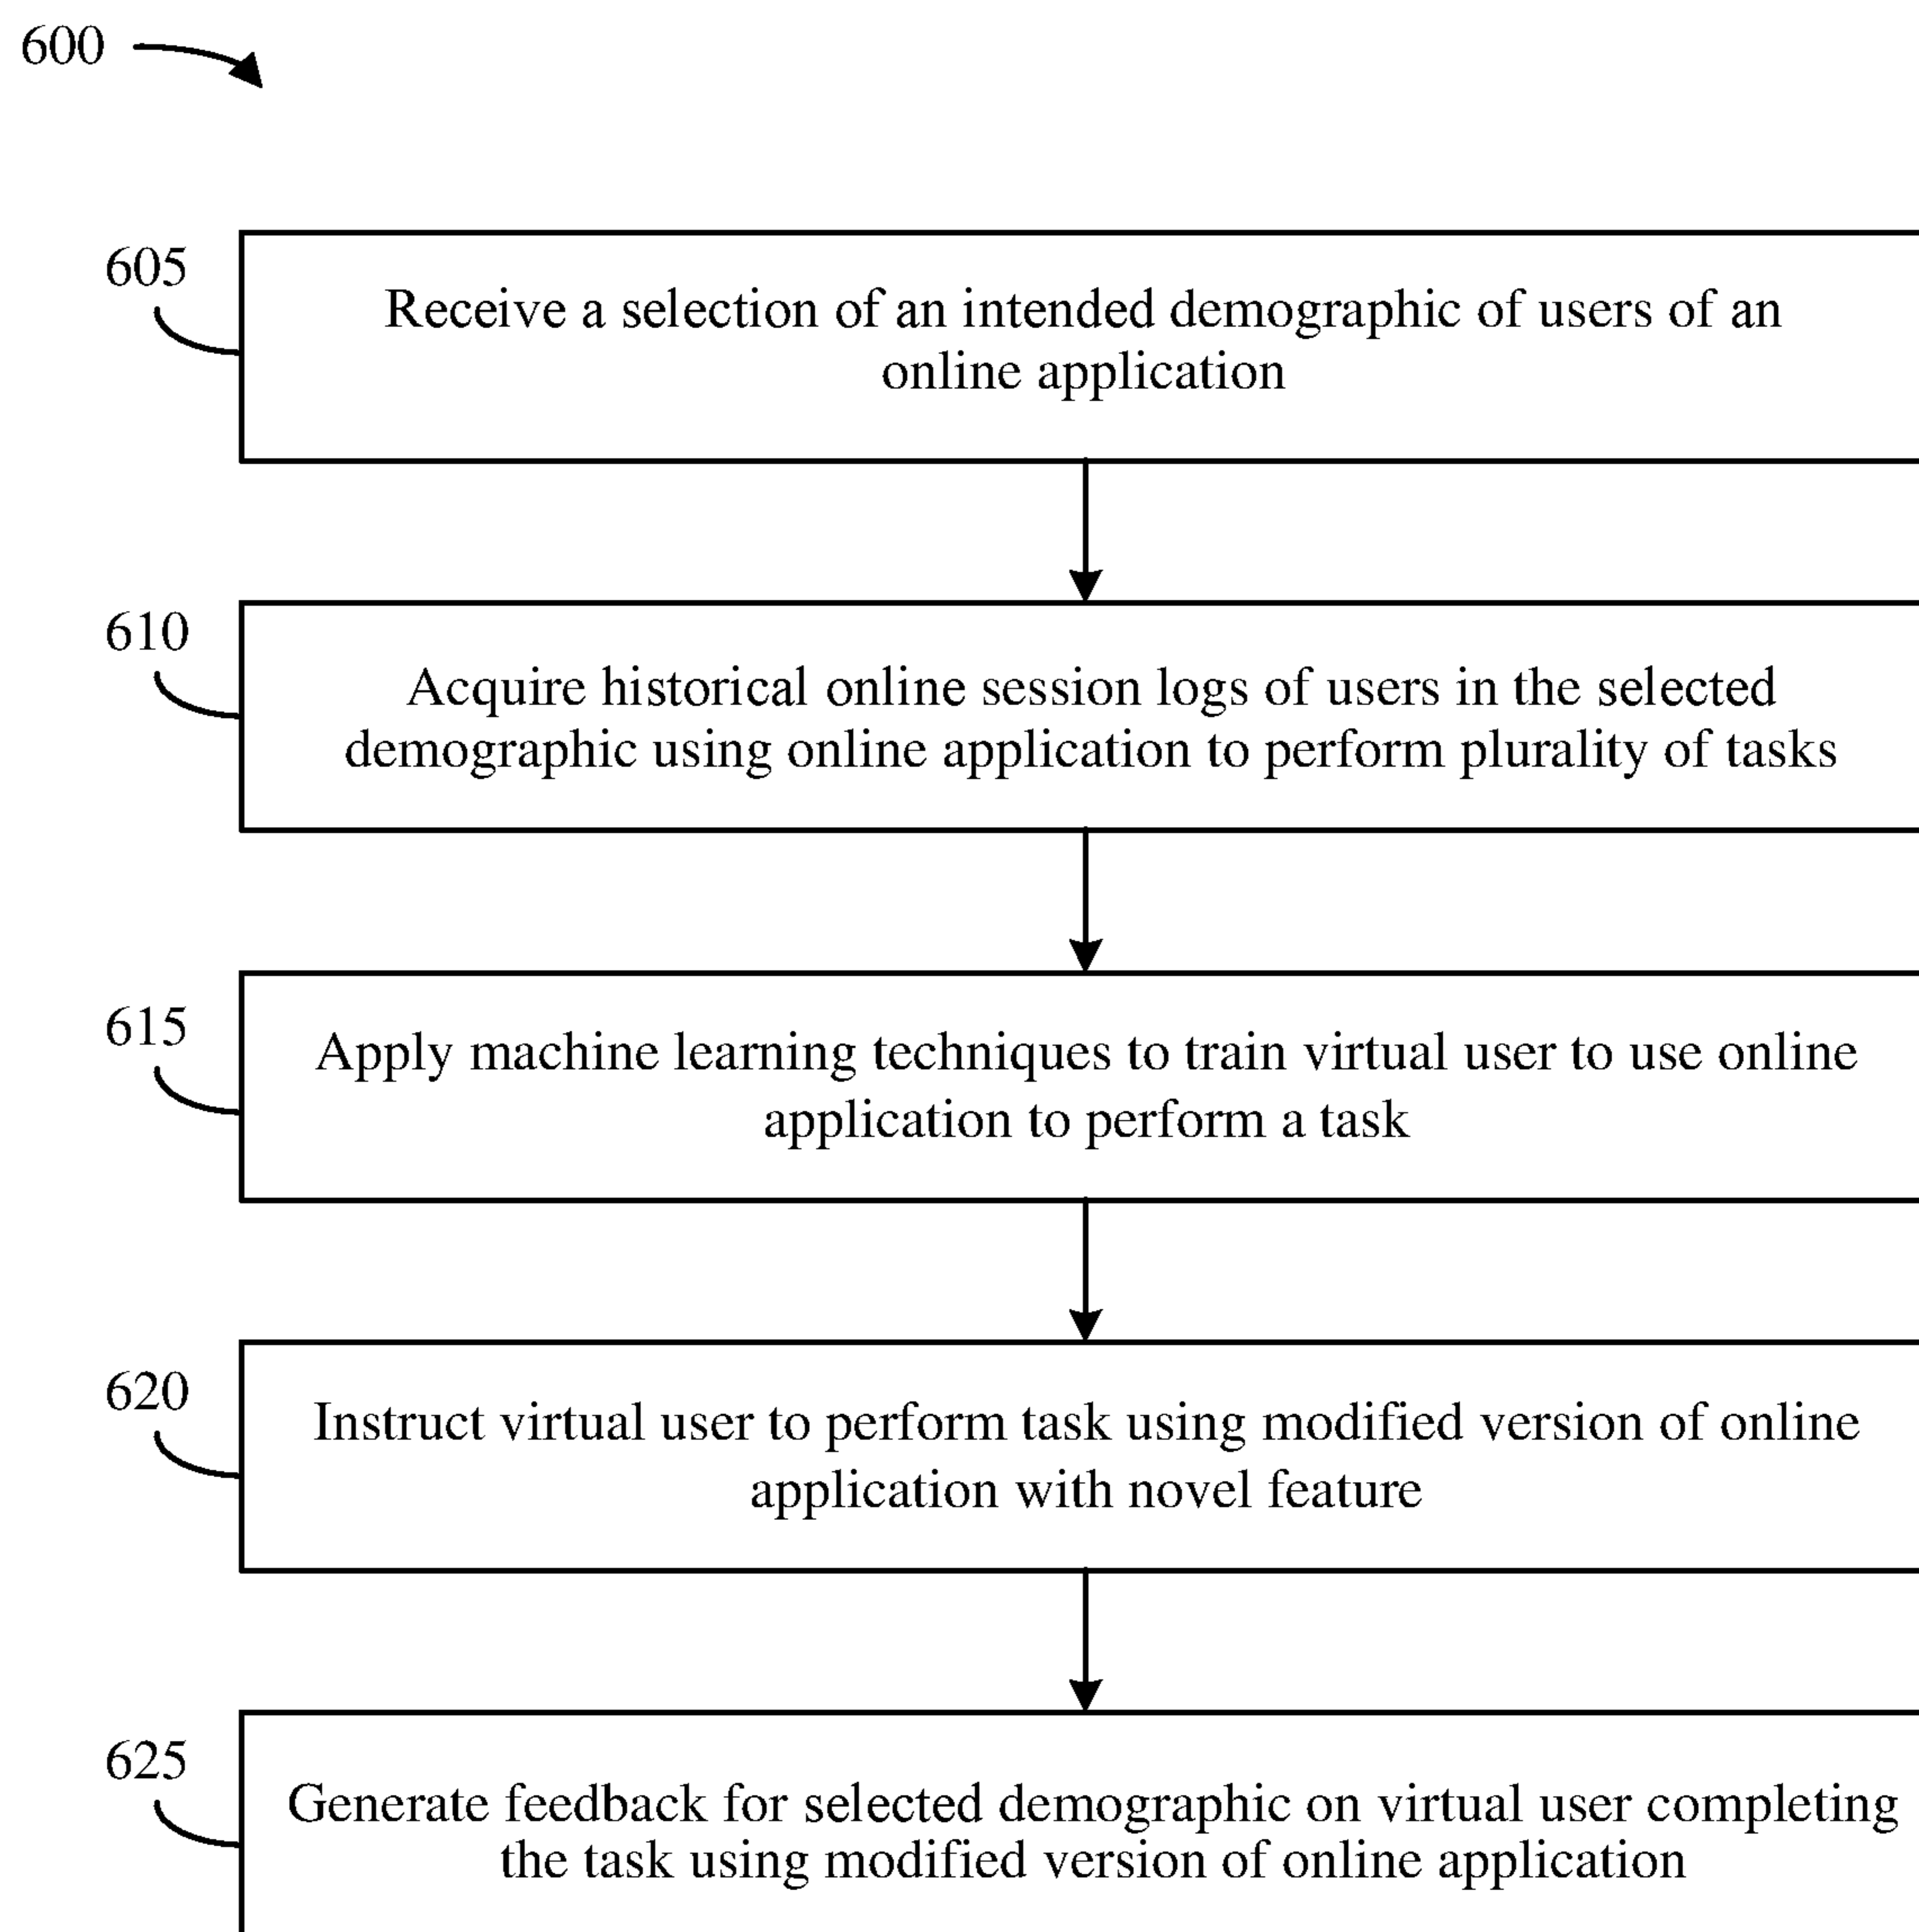 600
605
Receive a selection of an intended demographic of users of an
online application
610
Acquire historical online session logs of users in the selected
demographic using online application to perform plurality of tasks
615
Apply machine learning techniques to train virtual user to use online
application to perform a task
620
Instruct virtual user to perform task using modified version of online
application with novel feature
625
Generate feedback for selected demographic on virtual user completing
the task using modified version of online application